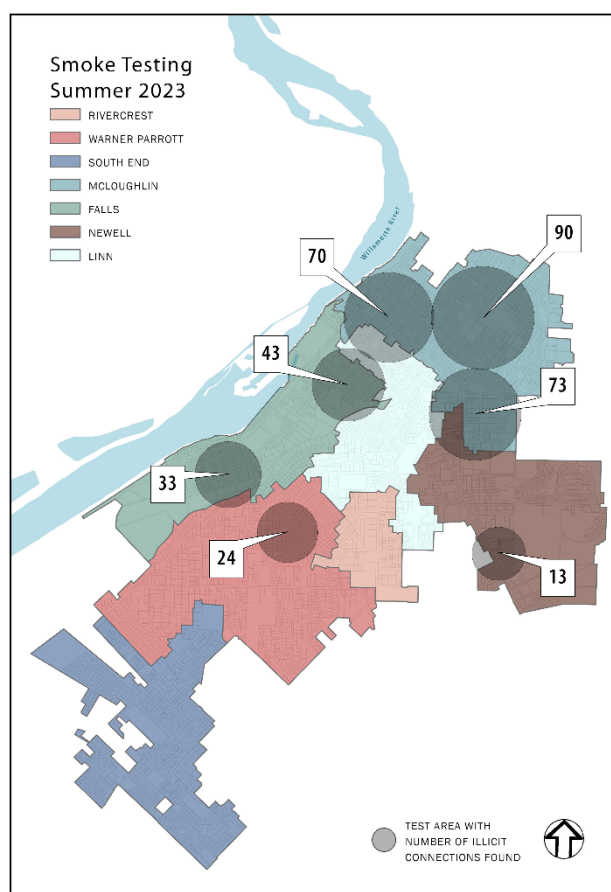 Smoke Testing
Summer 2023
RIVERCREST
WARNER PARROTT
SOUTH END
MCLOUGHLIN
FALLS
NEWELL
LINN
Willamette River
70
90
43
73
33
24
13
TEST AREA WITH
NUMBER OF ILLICIT
CONNECTIONS FOUND